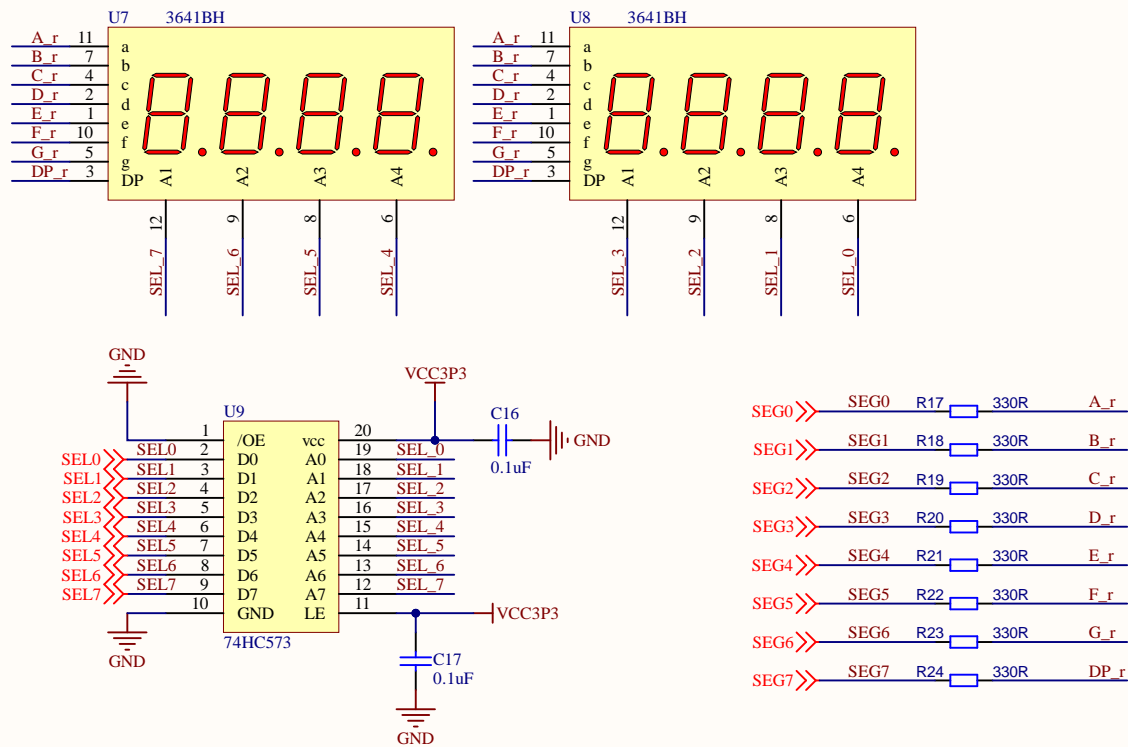 U7 3641BH
A_r 11 a
B_r 7 b
C_r 4 c
D_r 2 d
E_r 1 e
F_r 10 f
G_r 5 g
DP_r 3 DP
A1 A2 A3 A4
12 9 8 6
SEL_7 SEL_6 SEL_5 SEL_4
U8 3641BH
A_r 11 a
B_r 7 b
C_r 4 c
D_r 2 d
E_r 1 e
F_r 10 f
G_r 5 g
DP_r 3 DP
A1 A2 A3 A4
12 9 8 6
SEL_3 SEL_2 SEL_1 SEL_0
GND
VCC3P3
U9
C16
GND
0.1uF
1 /OE vcc 20
SEL0 SEL0 2 D0 A0 19 SEL_0
SEL1 SEL1 3 D1 A1 18 SEL_1
SEL2 SEL2 4 D2 A2 17 SEL_2
SEL3 SEL3 5 D3 A3 16 SEL_3
SEL4 SEL4 6 D4 A4 15 SEL_4
SEL5 SEL5 7 D5 A5 14 SEL_5
SEL6 SEL6 8 D6 A6 13 SEL_6
SEL7 SEL7 9 D7 A7 12 SEL_7
10 GND LE 11
VCC3P3
74HC573
GND
C17
0.1uF
GND
SEG0 SEG0 R17 330R A_r
SEG1 SEG1 R18 330R B_r
SEG2 SEG2 R19 330R C_r
SEG3 SEG3 R20 330R D_r
SEG4 SEG4 R21 330R E_r
SEG5 SEG5 R22 330R F_r
SEG6 SEG6 R23 330R G_r
SEG7 SEG7 R24 330R DP_r